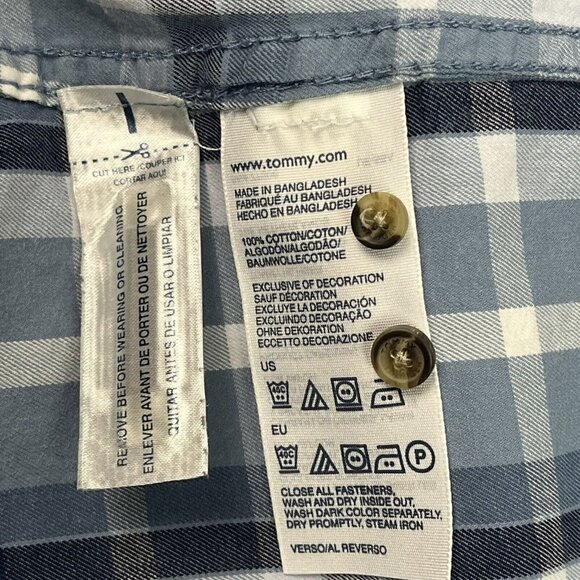 CUT HERE/COUPER ICI
CORTAR AQUI
REMOVE BEFORE WEARING OR CLEANING
ENLEVER AVANT DE PORTER OU DE NETTOYER
QUITAR ANTES DE USAR O LIMPIAR
www.tommy.com
MADE IN BANGLADESH
FABRIQUÉ AU BANGLADESH
HECHO EN BANGLADESH
100% COTTON/COTON/
ALGODÓN/ALGODÃO/
BAUMWOLLE/COTONE
EXCLUSIVE OF DECORATION
SAUF DÉCORATION
EXCLUYE LA DECORACIÓN
EXCLUINDO DECORAÇÃO
OHNE DEKORATION
ECCETTO DECORAZIONE
US
40C
EU
40C
P
CLOSE ALL FASTENERS,
WASH AND DRY INSIDE OUT,
WASH DARK COLOR SEPARATELY,
DRY PROMPTLY, STEAM IRON
VERSO/AL REVERSO